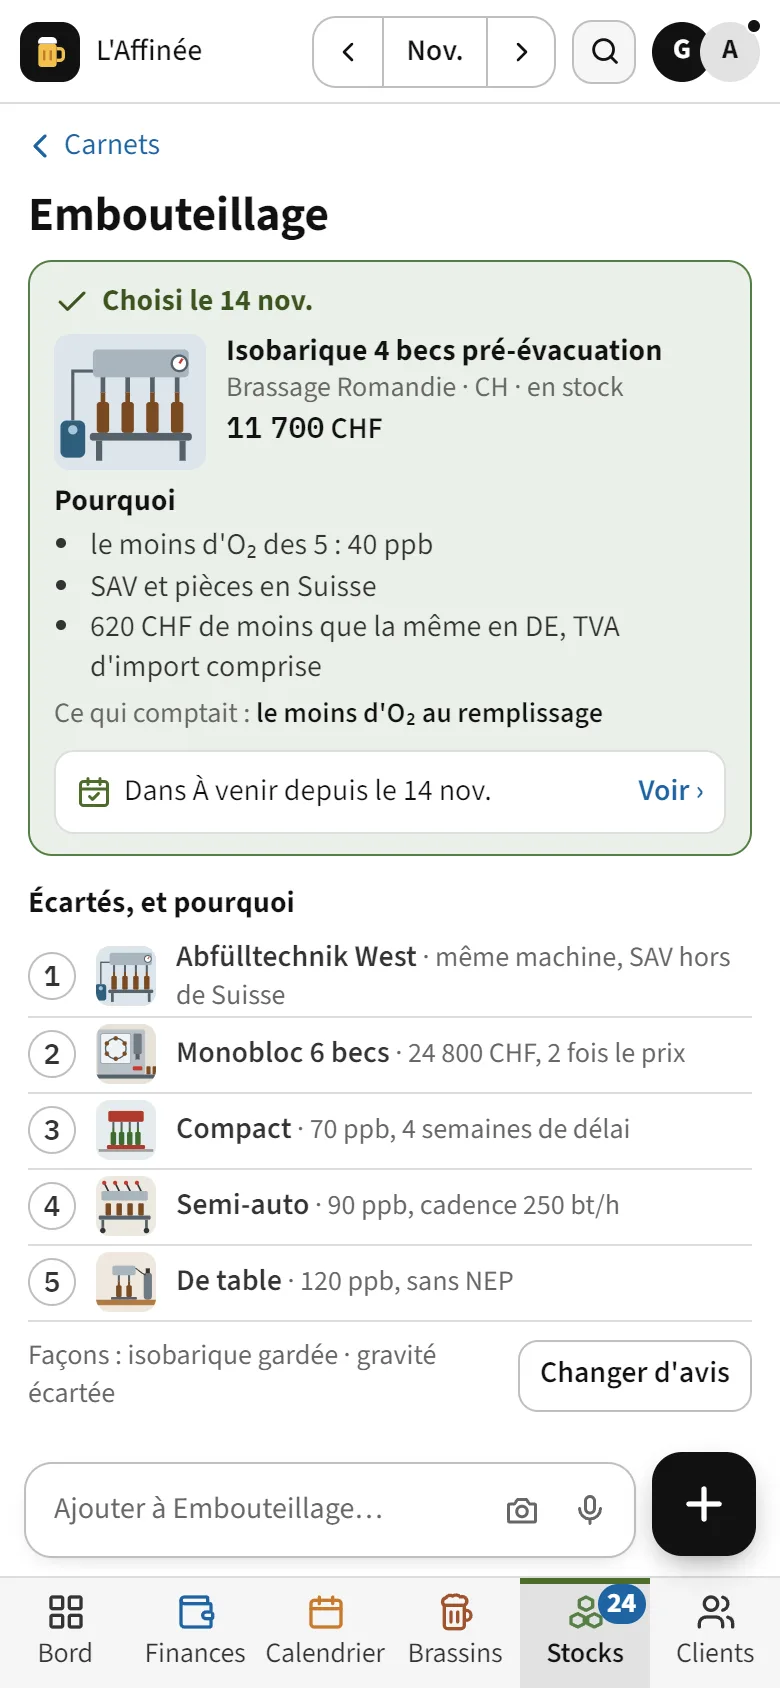 L'Affinée
Nov.
G
A
Carnets
Embouteillage
Choisi le 14 nov.
Isobarique 4 becs pré-évacuation
Brassage Romandie · CH · en stock
11 700 CHF
Pourquoi
• le moins d'O₂ des 5 : 40 ppb
• SAV et pièces en Suisse
• 620 CHF de moins que la même en DE, TVA
d'import comprise
Ce qui comptait : le moins d'O₂ au remplissage
Dans À venir depuis le 14 nov.
Voir ›
Écartés, et pourquoi
1 Abfülltechnik West · même machine, SAV hors
de Suisse
2 Monobloc 6 becs · 24 800 CHF, 2 fois le prix
3 Compact · 70 ppb, 4 semaines de délai
4 Semi-auto · 90 ppb, cadence 250 bt/h
5 De table · 120 ppb, sans NEP
Façons : isobarique gardée · gravité
écartée
Changer d'avis
Ajouter à Embouteillage…
24
Bord
Finances
Calendrier
Brassins
Stocks
Clients